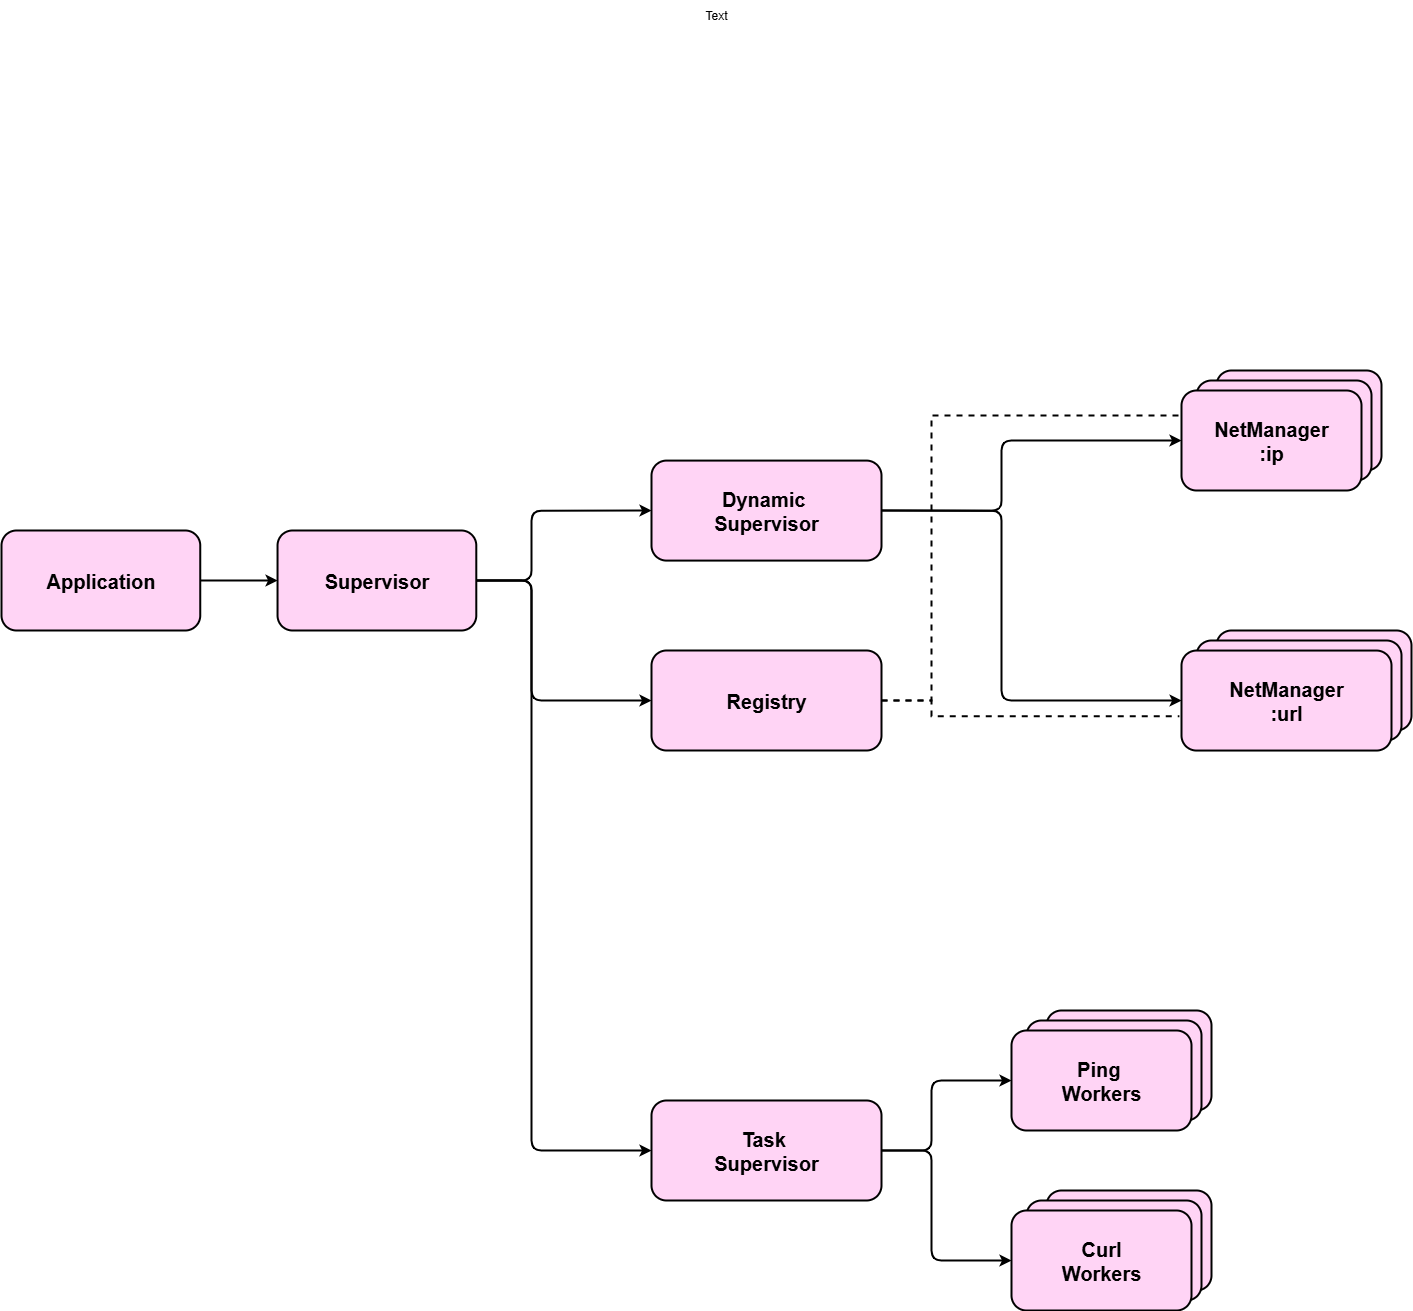 Text
NetManager
:ip
Dynamic
Supervisor
Application
Supervisor
Registry
NetManager
:url
Ping
Workers
Task
Supervisor
Curl
Workers